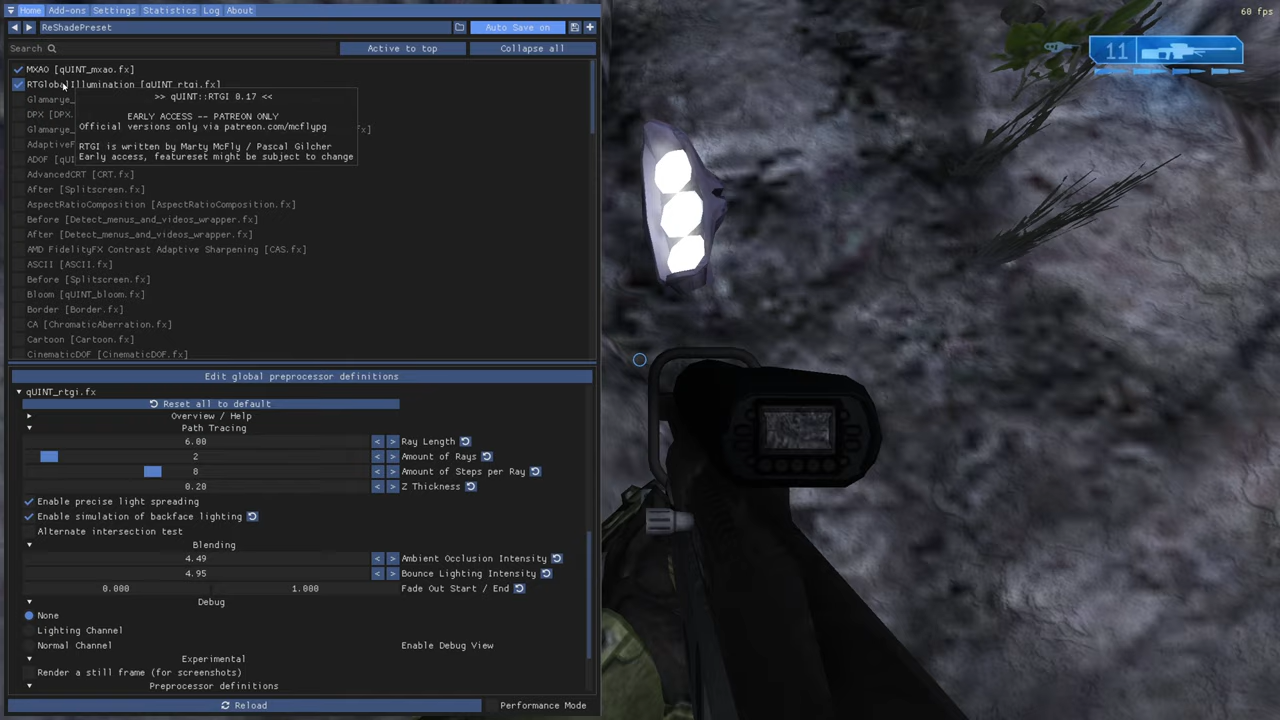 Home Add-ons Settings Statistics Log About
60 fps
ReShadePreset
Auto Save on
Search
Active to top
Collapse all
11
MXAO [qUINT_mxao.fx]
RTGlobalIllumination [qUINT_rtgi.fx]
>> qUINT::RTGI 0.17 <<
Glamarye_
EARLY ACCESS -- PATREON ONLY
DPX [DPX.
Official versions only via patreon.com/mcflypg
Glamarye_
fx]
AdaptiveF
RTGI is written by Marty McFly / Pascal Gilcher
ADOF [qUI
Early access, featureset might be subject to change
AdvancedCRT [CRT.fx]
After [Splitscreen.fx]
AspectRatioComposition [AspectRatioComposition.fx]
Before [Detect_menus_and_videos_wrapper.fx]
After [Detect_menus_and_videos_wrapper.fx]
AMD FidelityFX Contrast Adaptive Sharpening [CAS.fx]
ASCII [ASCII.fx]
Before [Splitscreen.fx]
Bloom [qUINT_bloom.fx]
Border [Border.fx]
CA [ChromaticAberration.fx]
Cartoon [Cartoon.fx]
CinematicDOF [CinematicDOF.fx]
Edit global preprocessor definitions
qUINT_rtgi.fx
Reset all to default
Overview / Help
Path Tracing
6.00 < > Ray Length
2 < > Amount of Rays
8 < > Amount of Steps per Ray
0.20 < > Z Thickness
Enable precise light spreading
Enable simulation of backface lighting
Alternate intersection test
Blending
4.49 < > Ambient Occlusion Intensity
4.95 < > Bounce Lighting Intensity
0.000 1.000 Fade Out Start / End
Debug
None
Lighting Channel
Normal Channel Enable Debug View
Experimental
Render a still frame (for screenshots)
Preprocessor definitions
Reload
Performance Mode